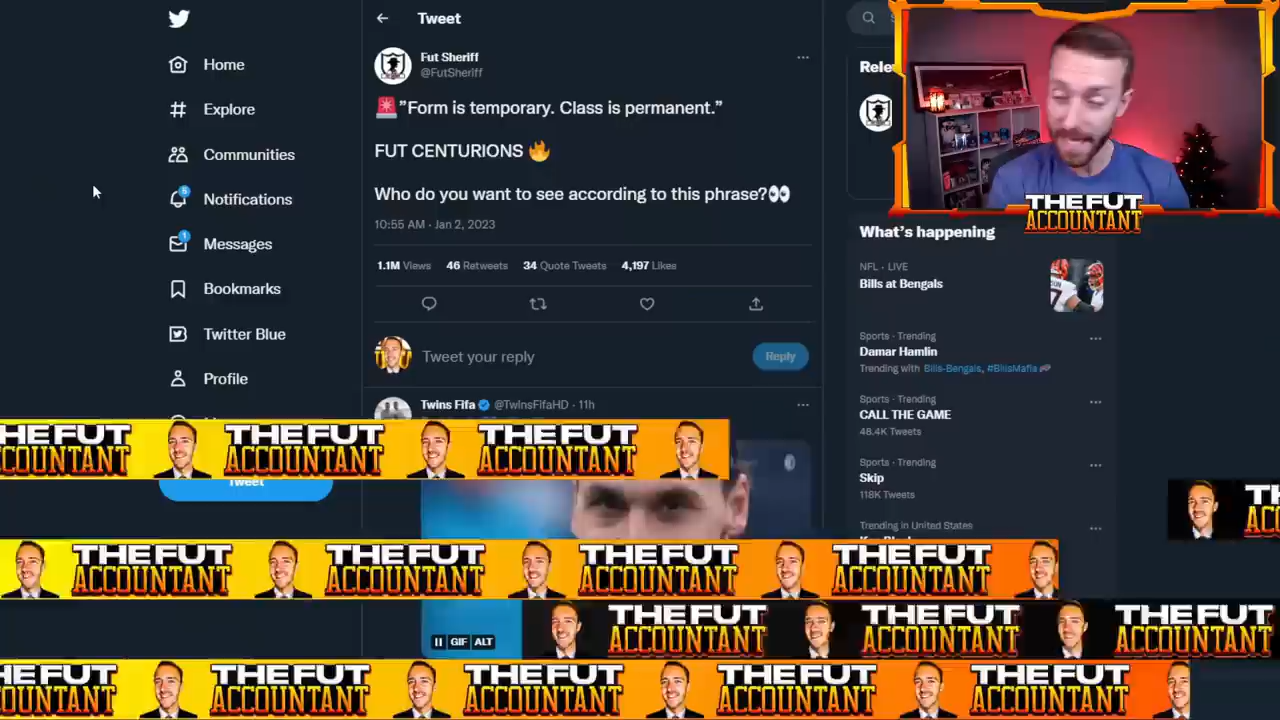 Home
Explore
Communities
5
Notifications
1
Messages
Bookmarks
Twitter Blue
Profile
Tweet
Tweet
Fut Sheriff
@FutSheriff
🚨”Form is temporary. Class is permanent.”
FUT CENTURIONS 🔥
Who do you want to see according to this phrase?👀
10:55 AM · Jan 2, 2023
1.1M Views 46 Retweets 34 Quote Tweets 4,197 Likes
Tweet your reply
Reply
Twins Fifa @TwinsFifaHD · 11h
GIF ALT
THE FUT
ACCOUNTANT
What’s happening
NFL · LIVE
Bills at Bengals
Sports · Trending
Damar Hamlin
Trending with Bills-Bengals, #BillsMafia
Sports · Trending
CALL THE GAME
48.4K Tweets
Sports · Trending
Skip
118K Tweets
Trending in United States
THE FUT THE FUT
ACCOUNTANT ACCOUNTANT
THE FUT THE FUT THE FUT THE FUT
ACCOUNTANT ACCOUNTANT ACCOUNTANT ACCOUNTANT
THE FUT THE FUT THE FUT
ACCOUNTANT ACCOUNTANT ACCOUNTANT
THE FUT THE FUT THE FUT THE FUT
ACCOUNTANT ACCOUNTANT ACCOUNTANT ACCOUNTANT